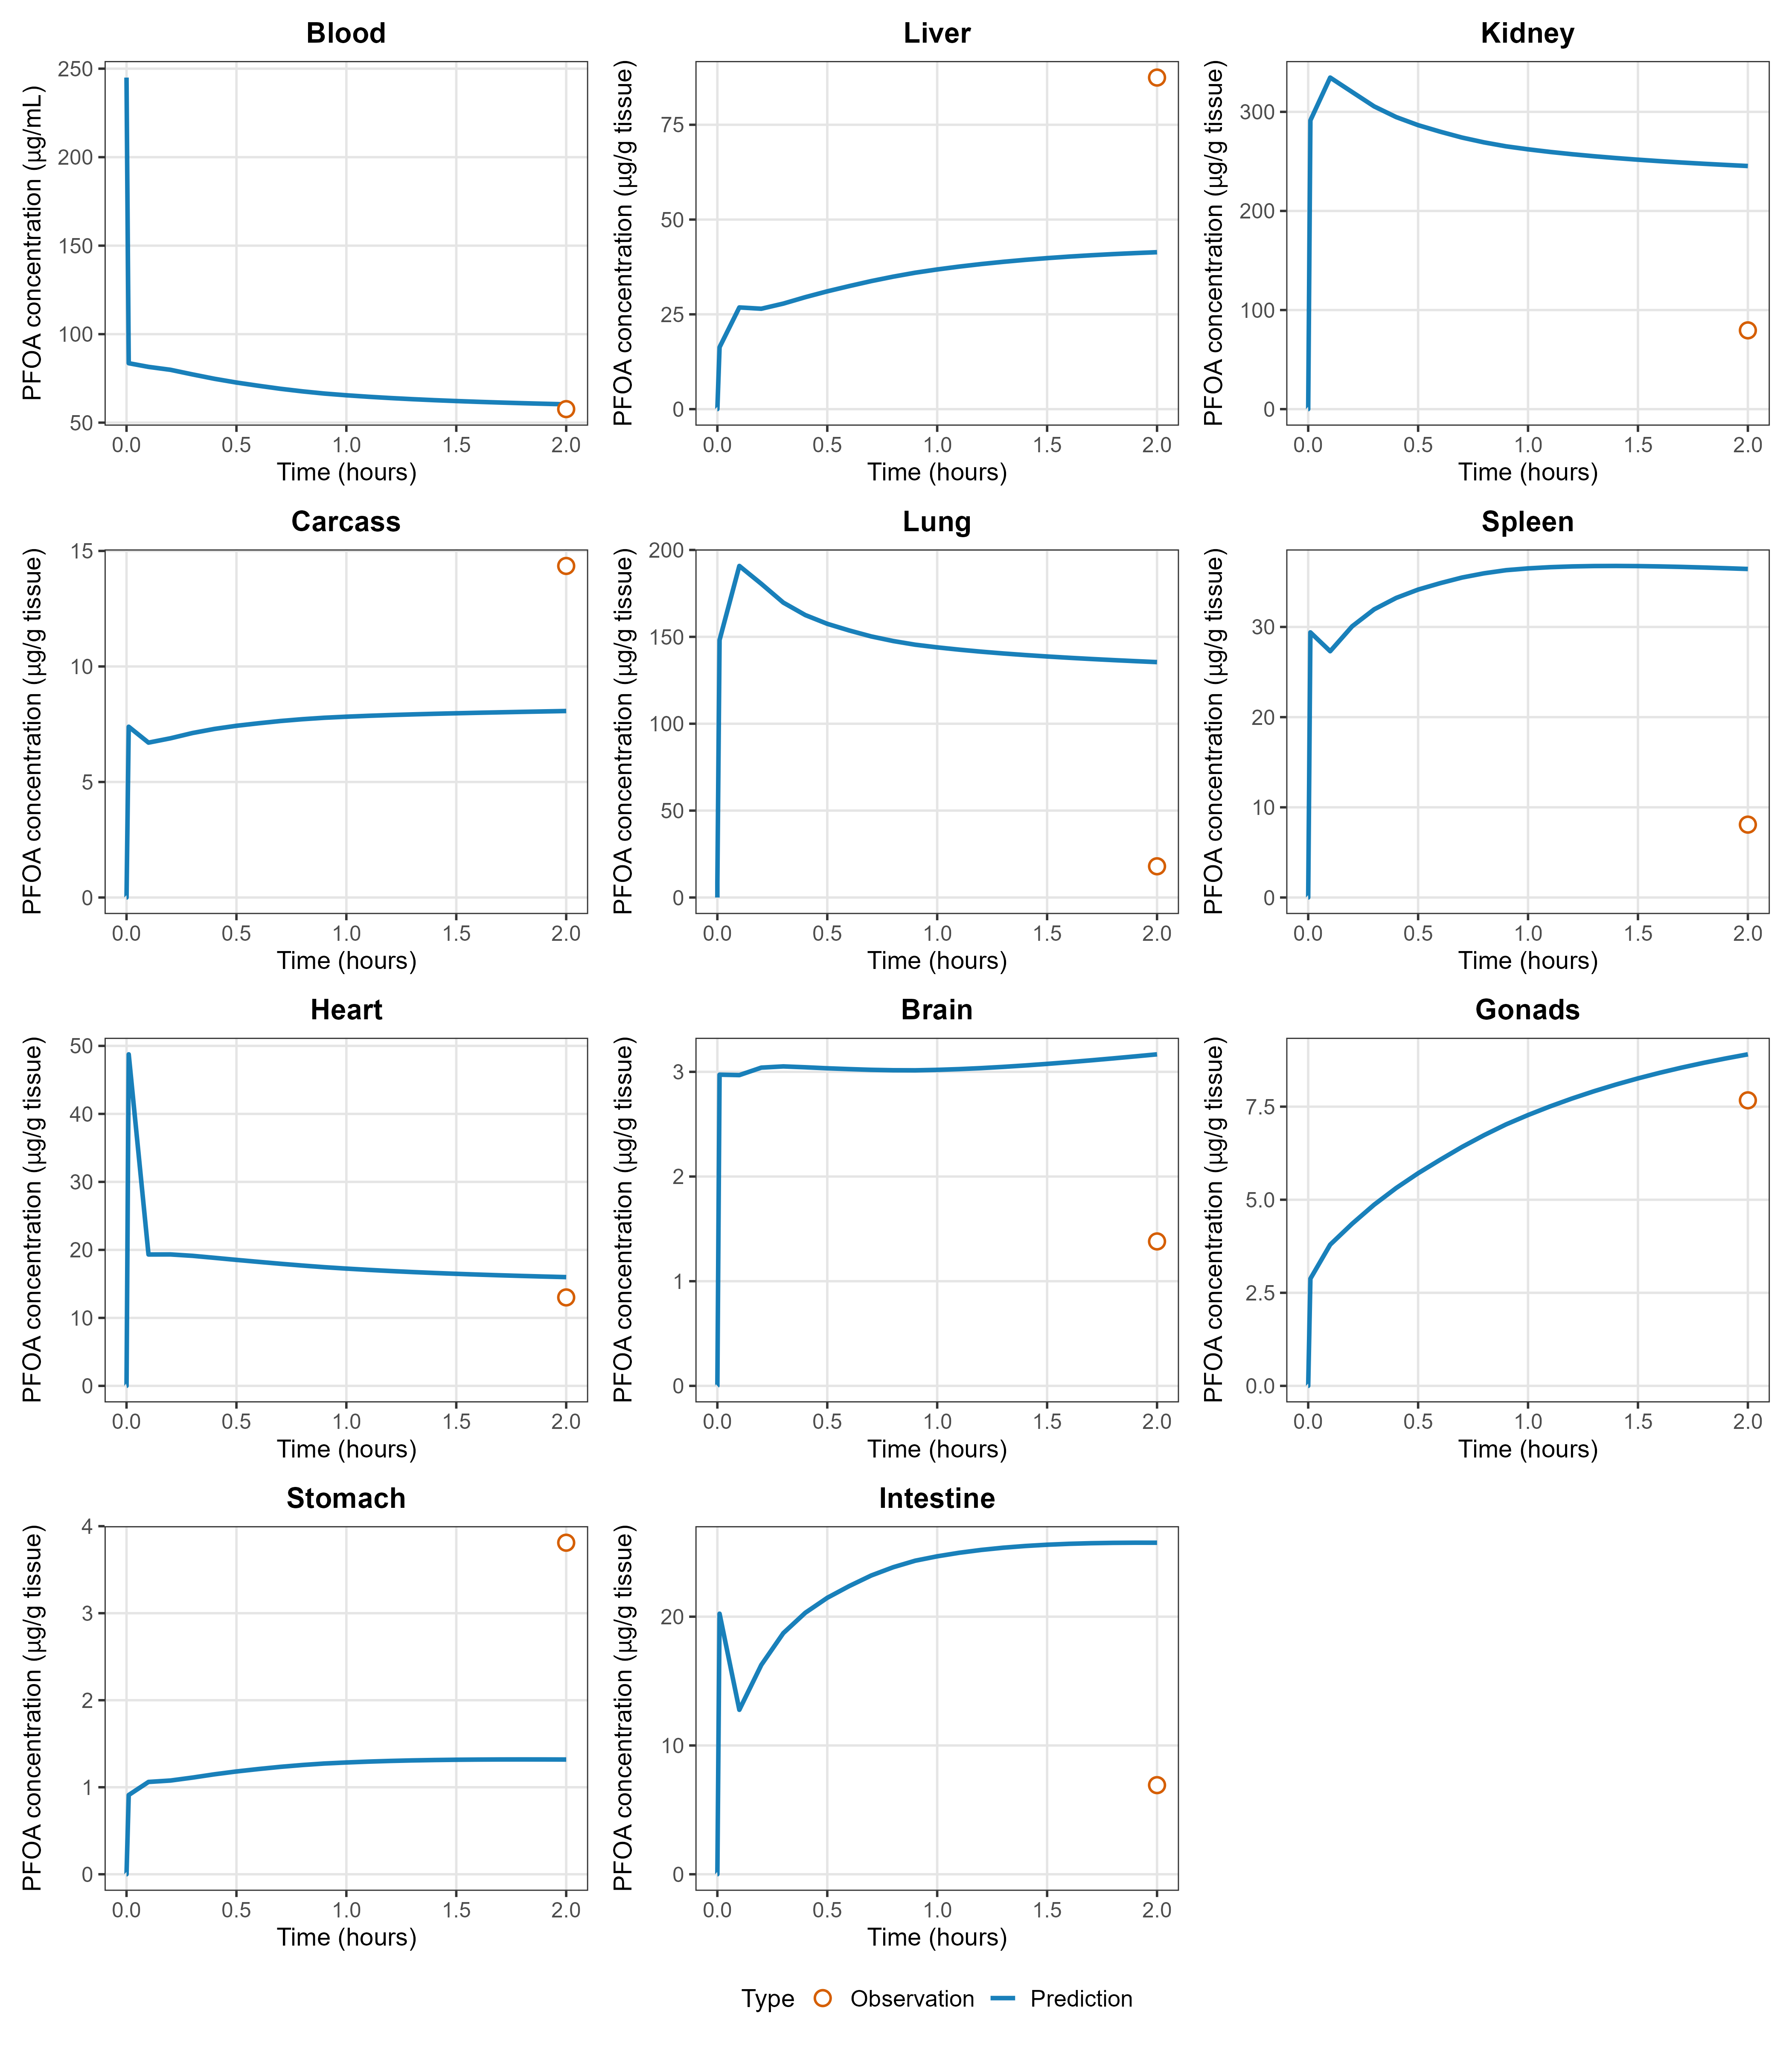 Blood
PFOA concentration (µg/mL)
250
200
150
100
50
0.0 0.5 1.0 1.5 2.0
Time (hours)
Liver
PFOA concentration (µg/g tissue)
75
50
25
0
0.0 0.5 1.0 1.5 2.0
Time (hours)
Kidney
PFOA concentration (µg/g tissue)
300
200
100
0
0.0 0.5 1.0 1.5 2.0
Time (hours)
Carcass
PFOA concentration (µg/g tissue)
15
10
5
0
0.0 0.5 1.0 1.5 2.0
Time (hours)
Lung
PFOA concentration (µg/g tissue)
200
150
100
50
0
0.0 0.5 1.0 1.5 2.0
Time (hours)
Spleen
PFOA concentration (µg/g tissue)
30
20
10
0
0.0 0.5 1.0 1.5 2.0
Time (hours)
Heart
PFOA concentration (µg/g tissue)
50
40
30
20
10
0
0.0 0.5 1.0 1.5 2.0
Time (hours)
Brain
PFOA concentration (µg/g tissue)
3
2
1
0
0.0 0.5 1.0 1.5 2.0
Time (hours)
Gonads
PFOA concentration (µg/g tissue)
7.5
5.0
2.5
0.0
0.0 0.5 1.0 1.5 2.0
Time (hours)
Stomach
PFOA concentration (µg/g tissue)
4
3
2
1
0
0.0 0.5 1.0 1.5 2.0
Time (hours)
Intestine
PFOA concentration (µg/g tissue)
20
10
0
0.0 0.5 1.0 1.5 2.0
Time (hours)
Type Observation Prediction